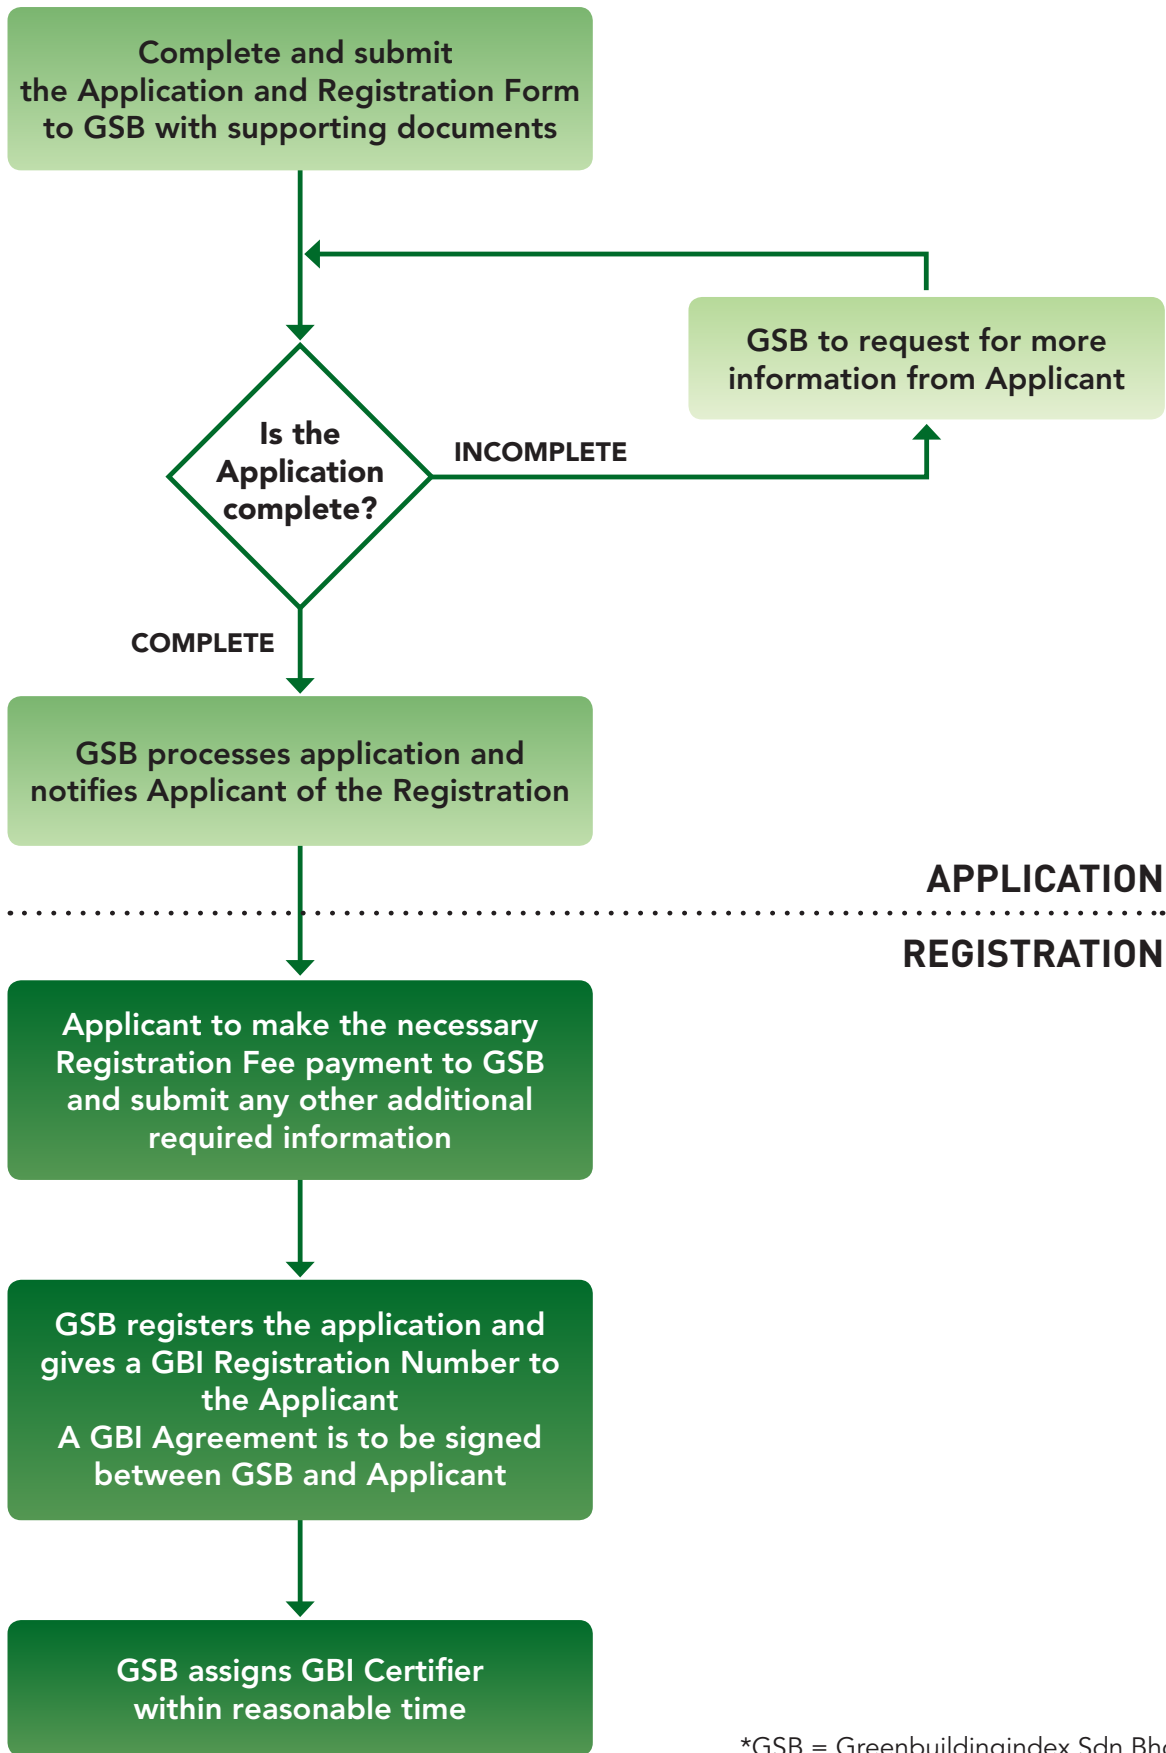 Complete and submit
the Application and Registration Form
to GSB with supporting documents
GSB to request for more
information from Applicant
Is the
Application
complete?
INCOMPLETE
COMPLETE
GSB processes application and
notifies Applicant of the Registration
APPLICATION
REGISTRATION
Applicant to make the necessary
Registration Fee payment to GSB
and submit any other additional
required information
GSB registers the application and
gives a GBI Registration Number to
the Applicant
A GBI Agreement is to be signed
between GSB and Applicant
GSB assigns GBI Certifier
within reasonable time
*GSB = Greenbuildingindex Sdn Bhd